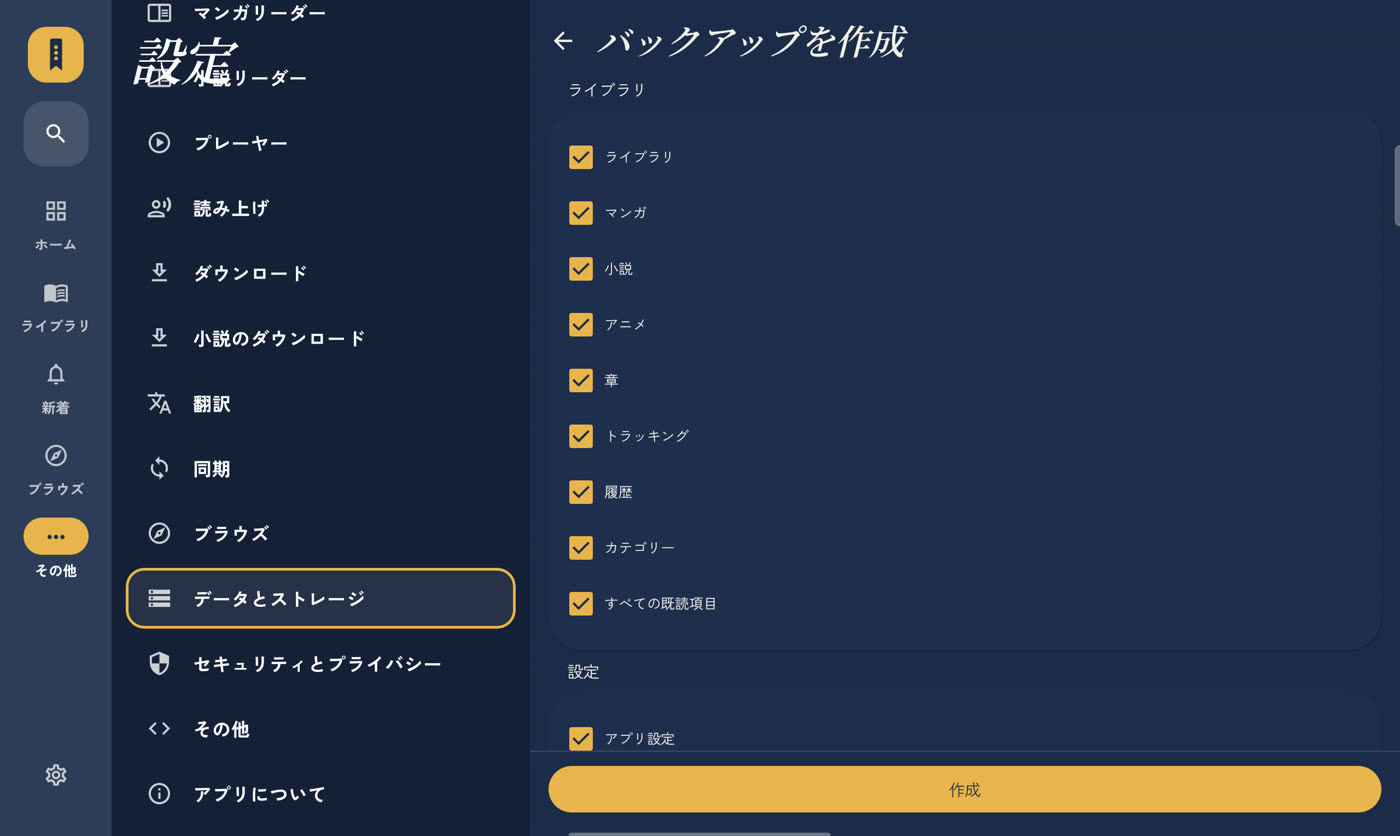 ホーム
ライブラリ
新着
ブラウズ
その他
設定
マンガリーダー
小説リーダー
プレーヤー
読み上げ
ダウンロード
小説のダウンロード
翻訳
同期
ブラウズ
データとストレージ
セキュリティとプライバシー
その他
アプリについて
バックアップを作成
ライブラリ
ライブラリ
マンガ
小説
アニメ
章
トラッキング
履歴
カテゴリー
すべての既読項目
設定
アプリ設定
作成